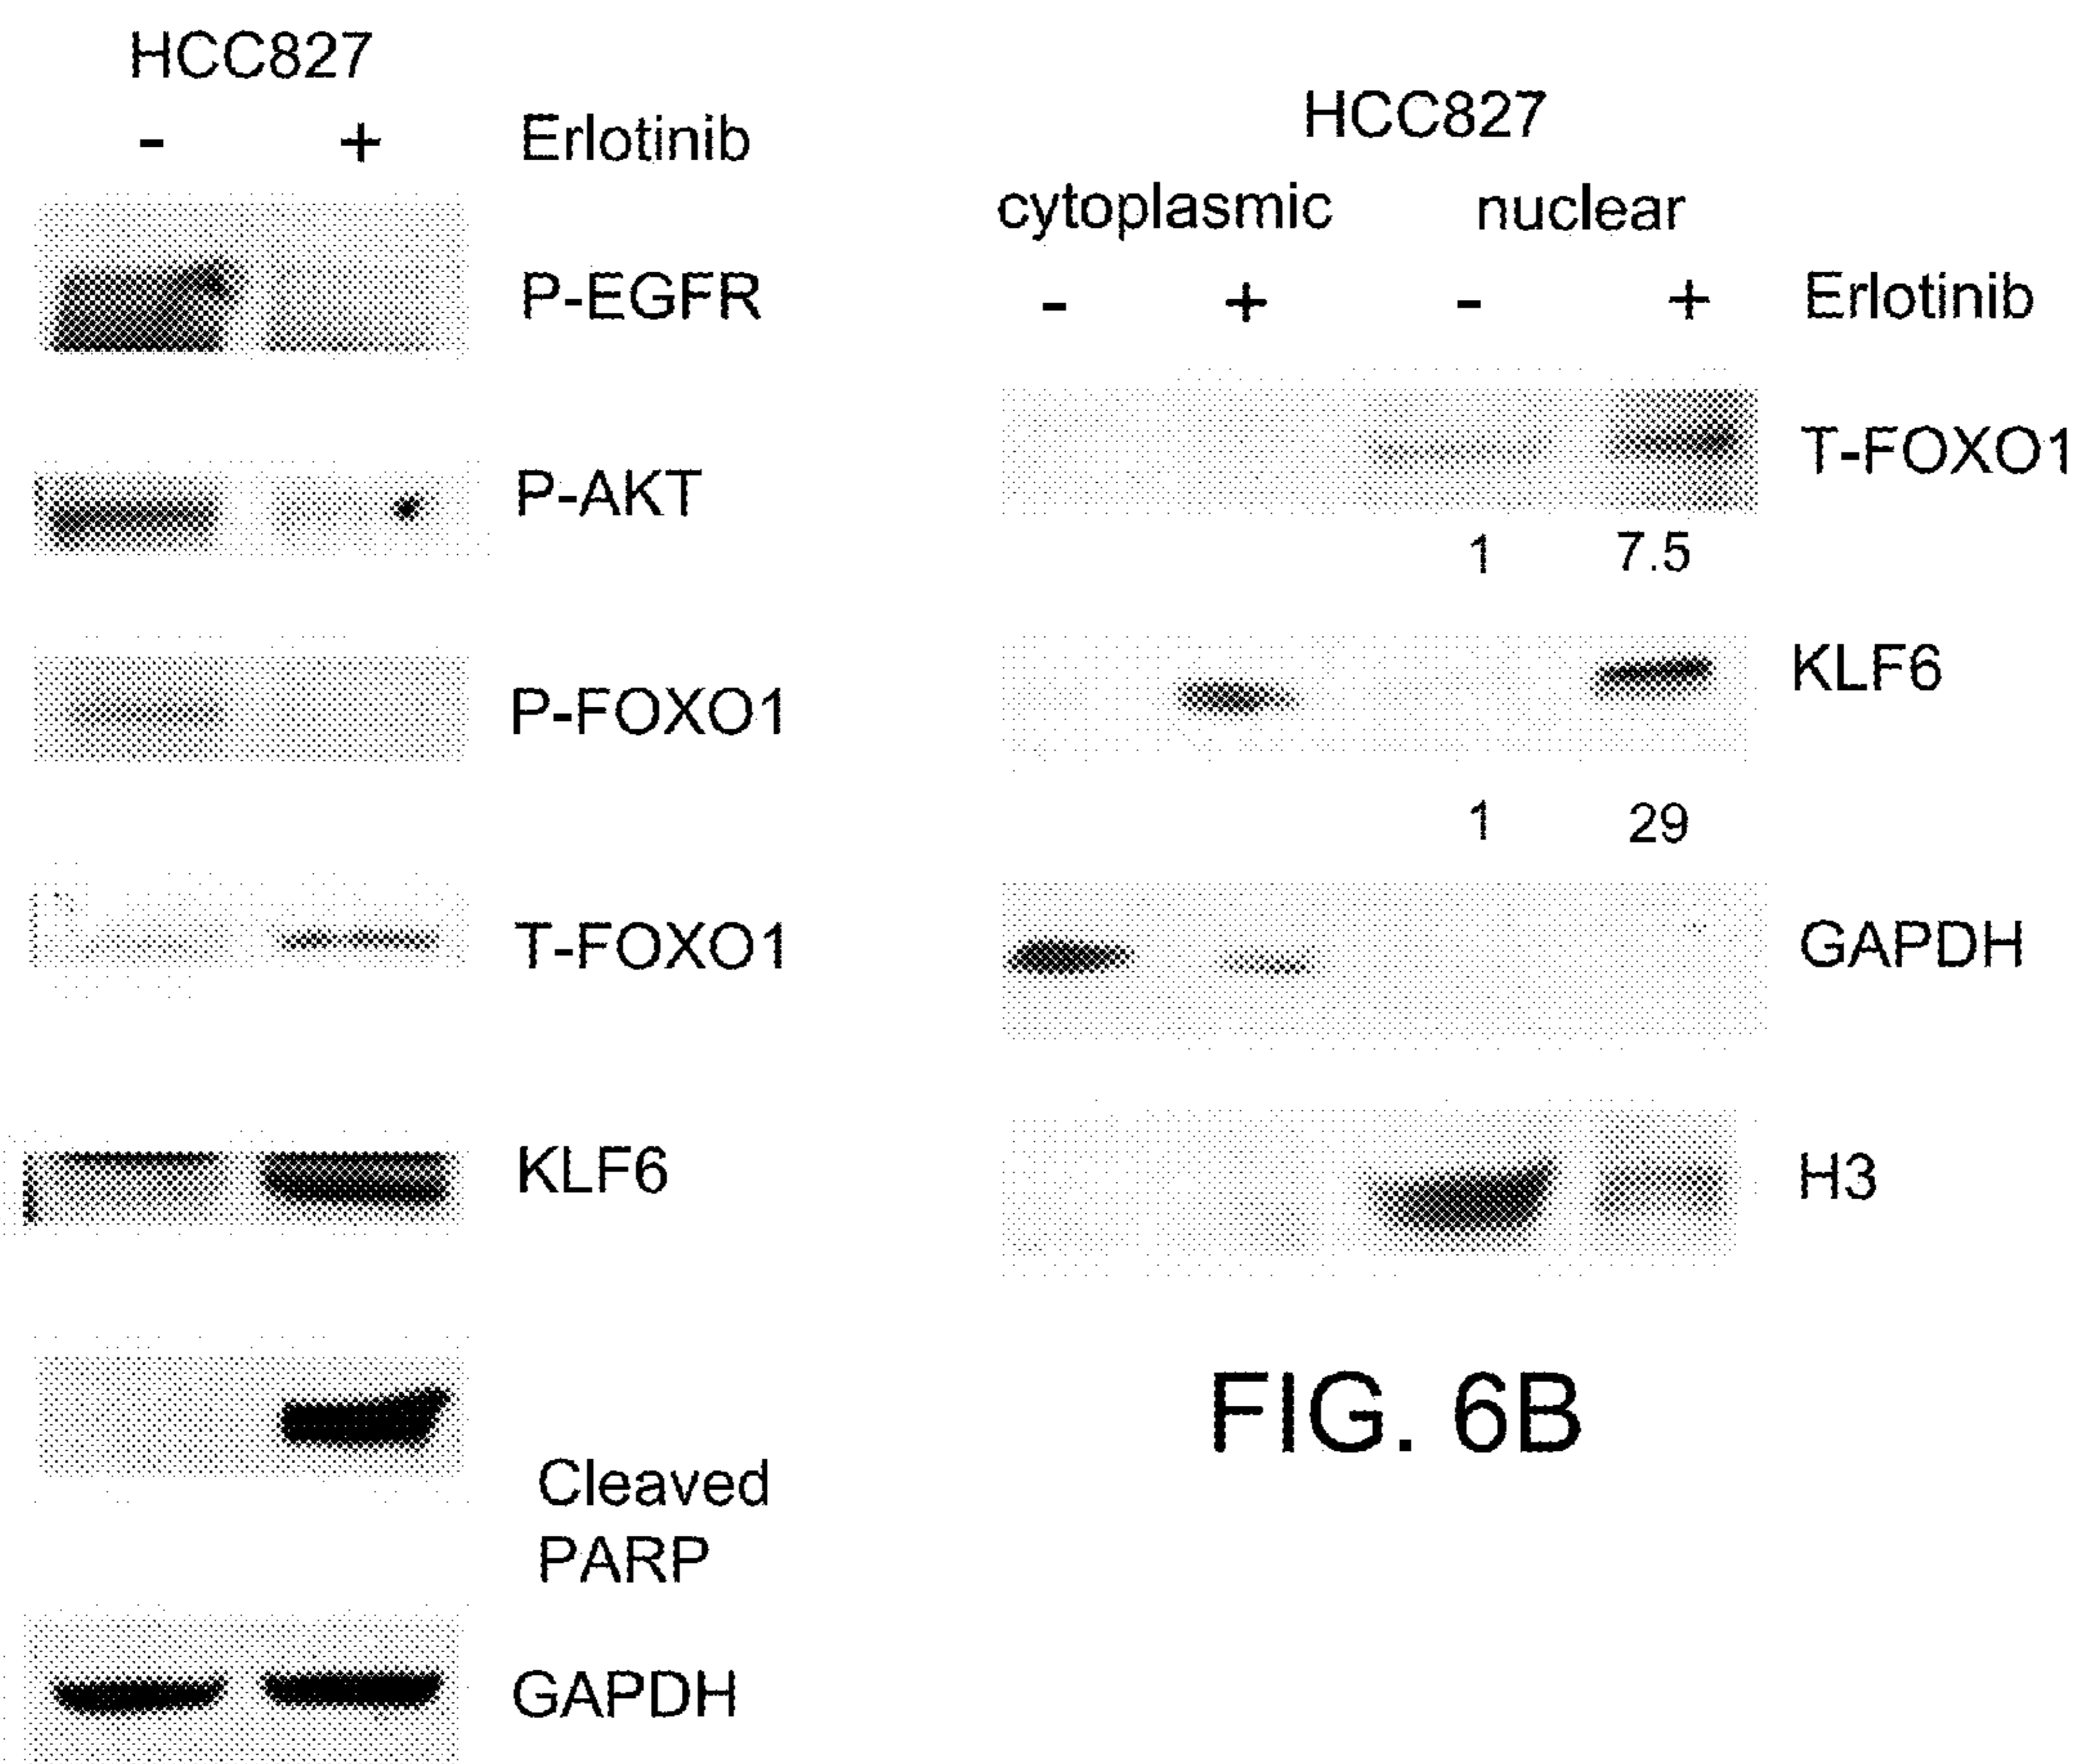 HCC827
- + Erlotinib
P-EGFR
P-AKT
P-FOXO1
T-FOXO1
KLF6
Cleaved
PARP
GAPDH
HCC827
cytoplasmic nuclear
- + - + Erlotinib
T-FOXO1
1 7.5
KLF6
1 29
GAPDH
H3
FIG. 6B